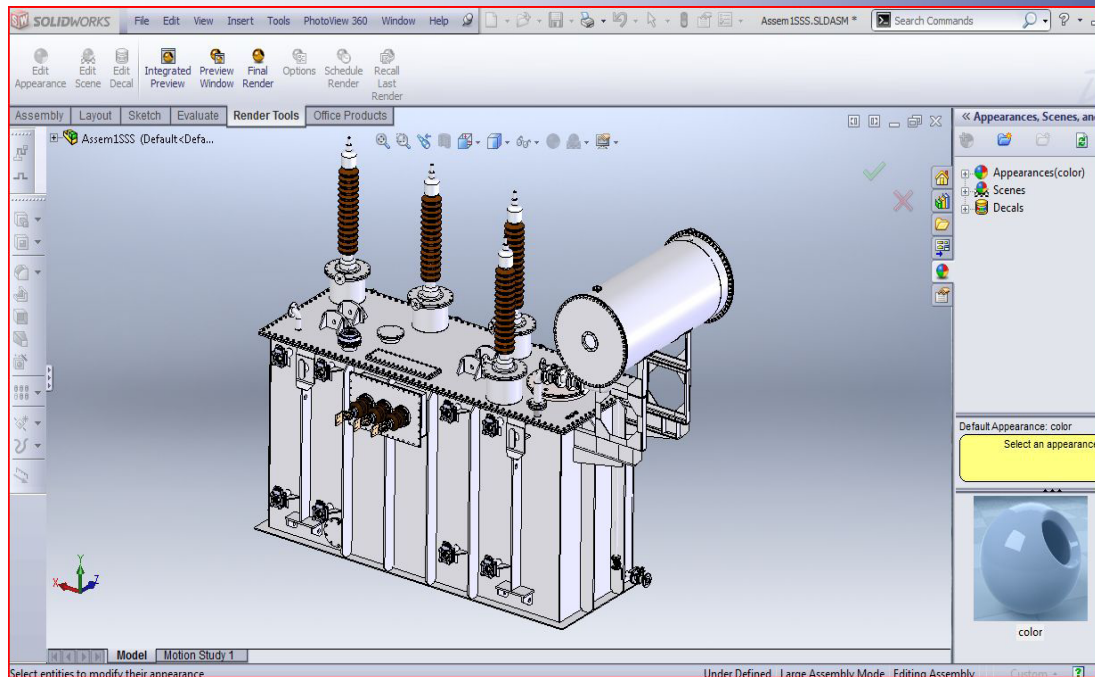 SOLIDWORKS File Edit View Insert Tools PhotoView 360 Window Help Assem1SSS.SLDASM * Search Commands ?
Edit Appearance
Edit Scene
Edit Decal
Integrated Preview
Preview Window
Final Render
Options
Schedule Render
Recall Last Render
Assembly Layout Sketch Evaluate Render Tools Office Products
« Appearances, Scenes, an
Assem1SSS (Default<Defa...
Appearances(color)
Scenes
Decals
Default Appearance: color
Select an appearance
color
Y
X
Z
Model Motion Study 1
Select entities to modify their appearance
Under Defined Large Assembly Mode Editing Assembly Custom ?